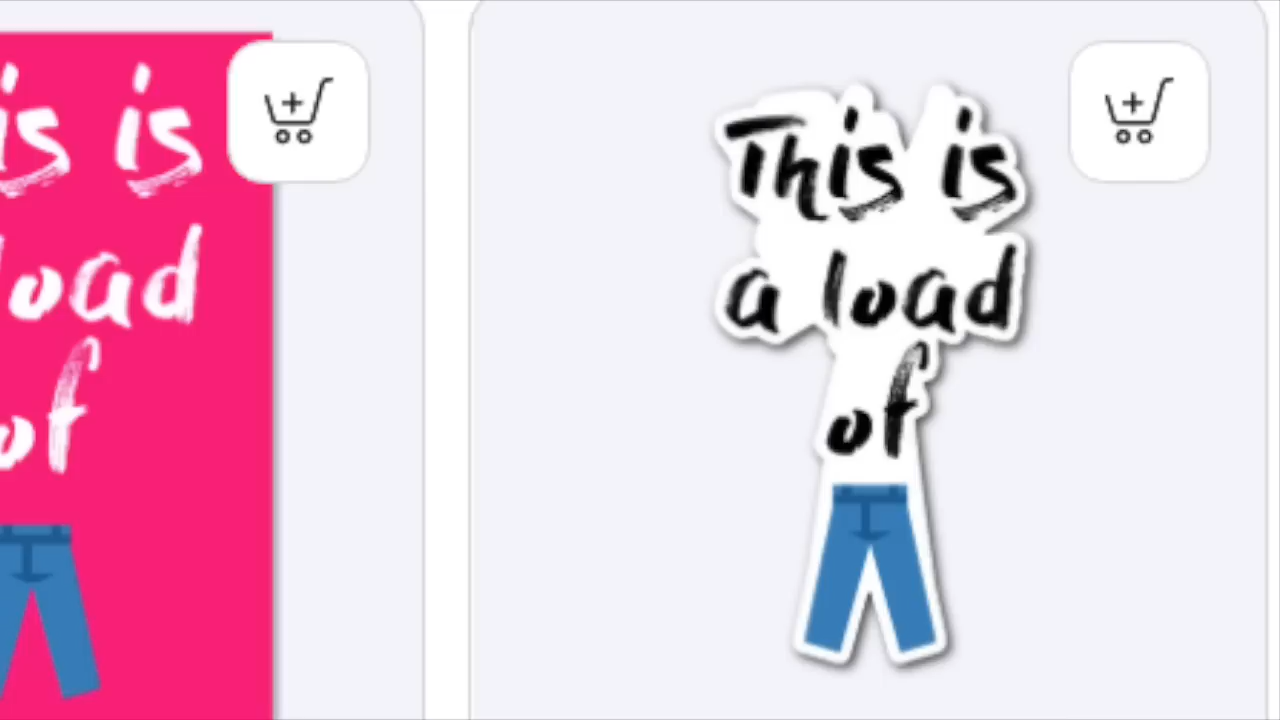 is is
load
of
This is
a load
of